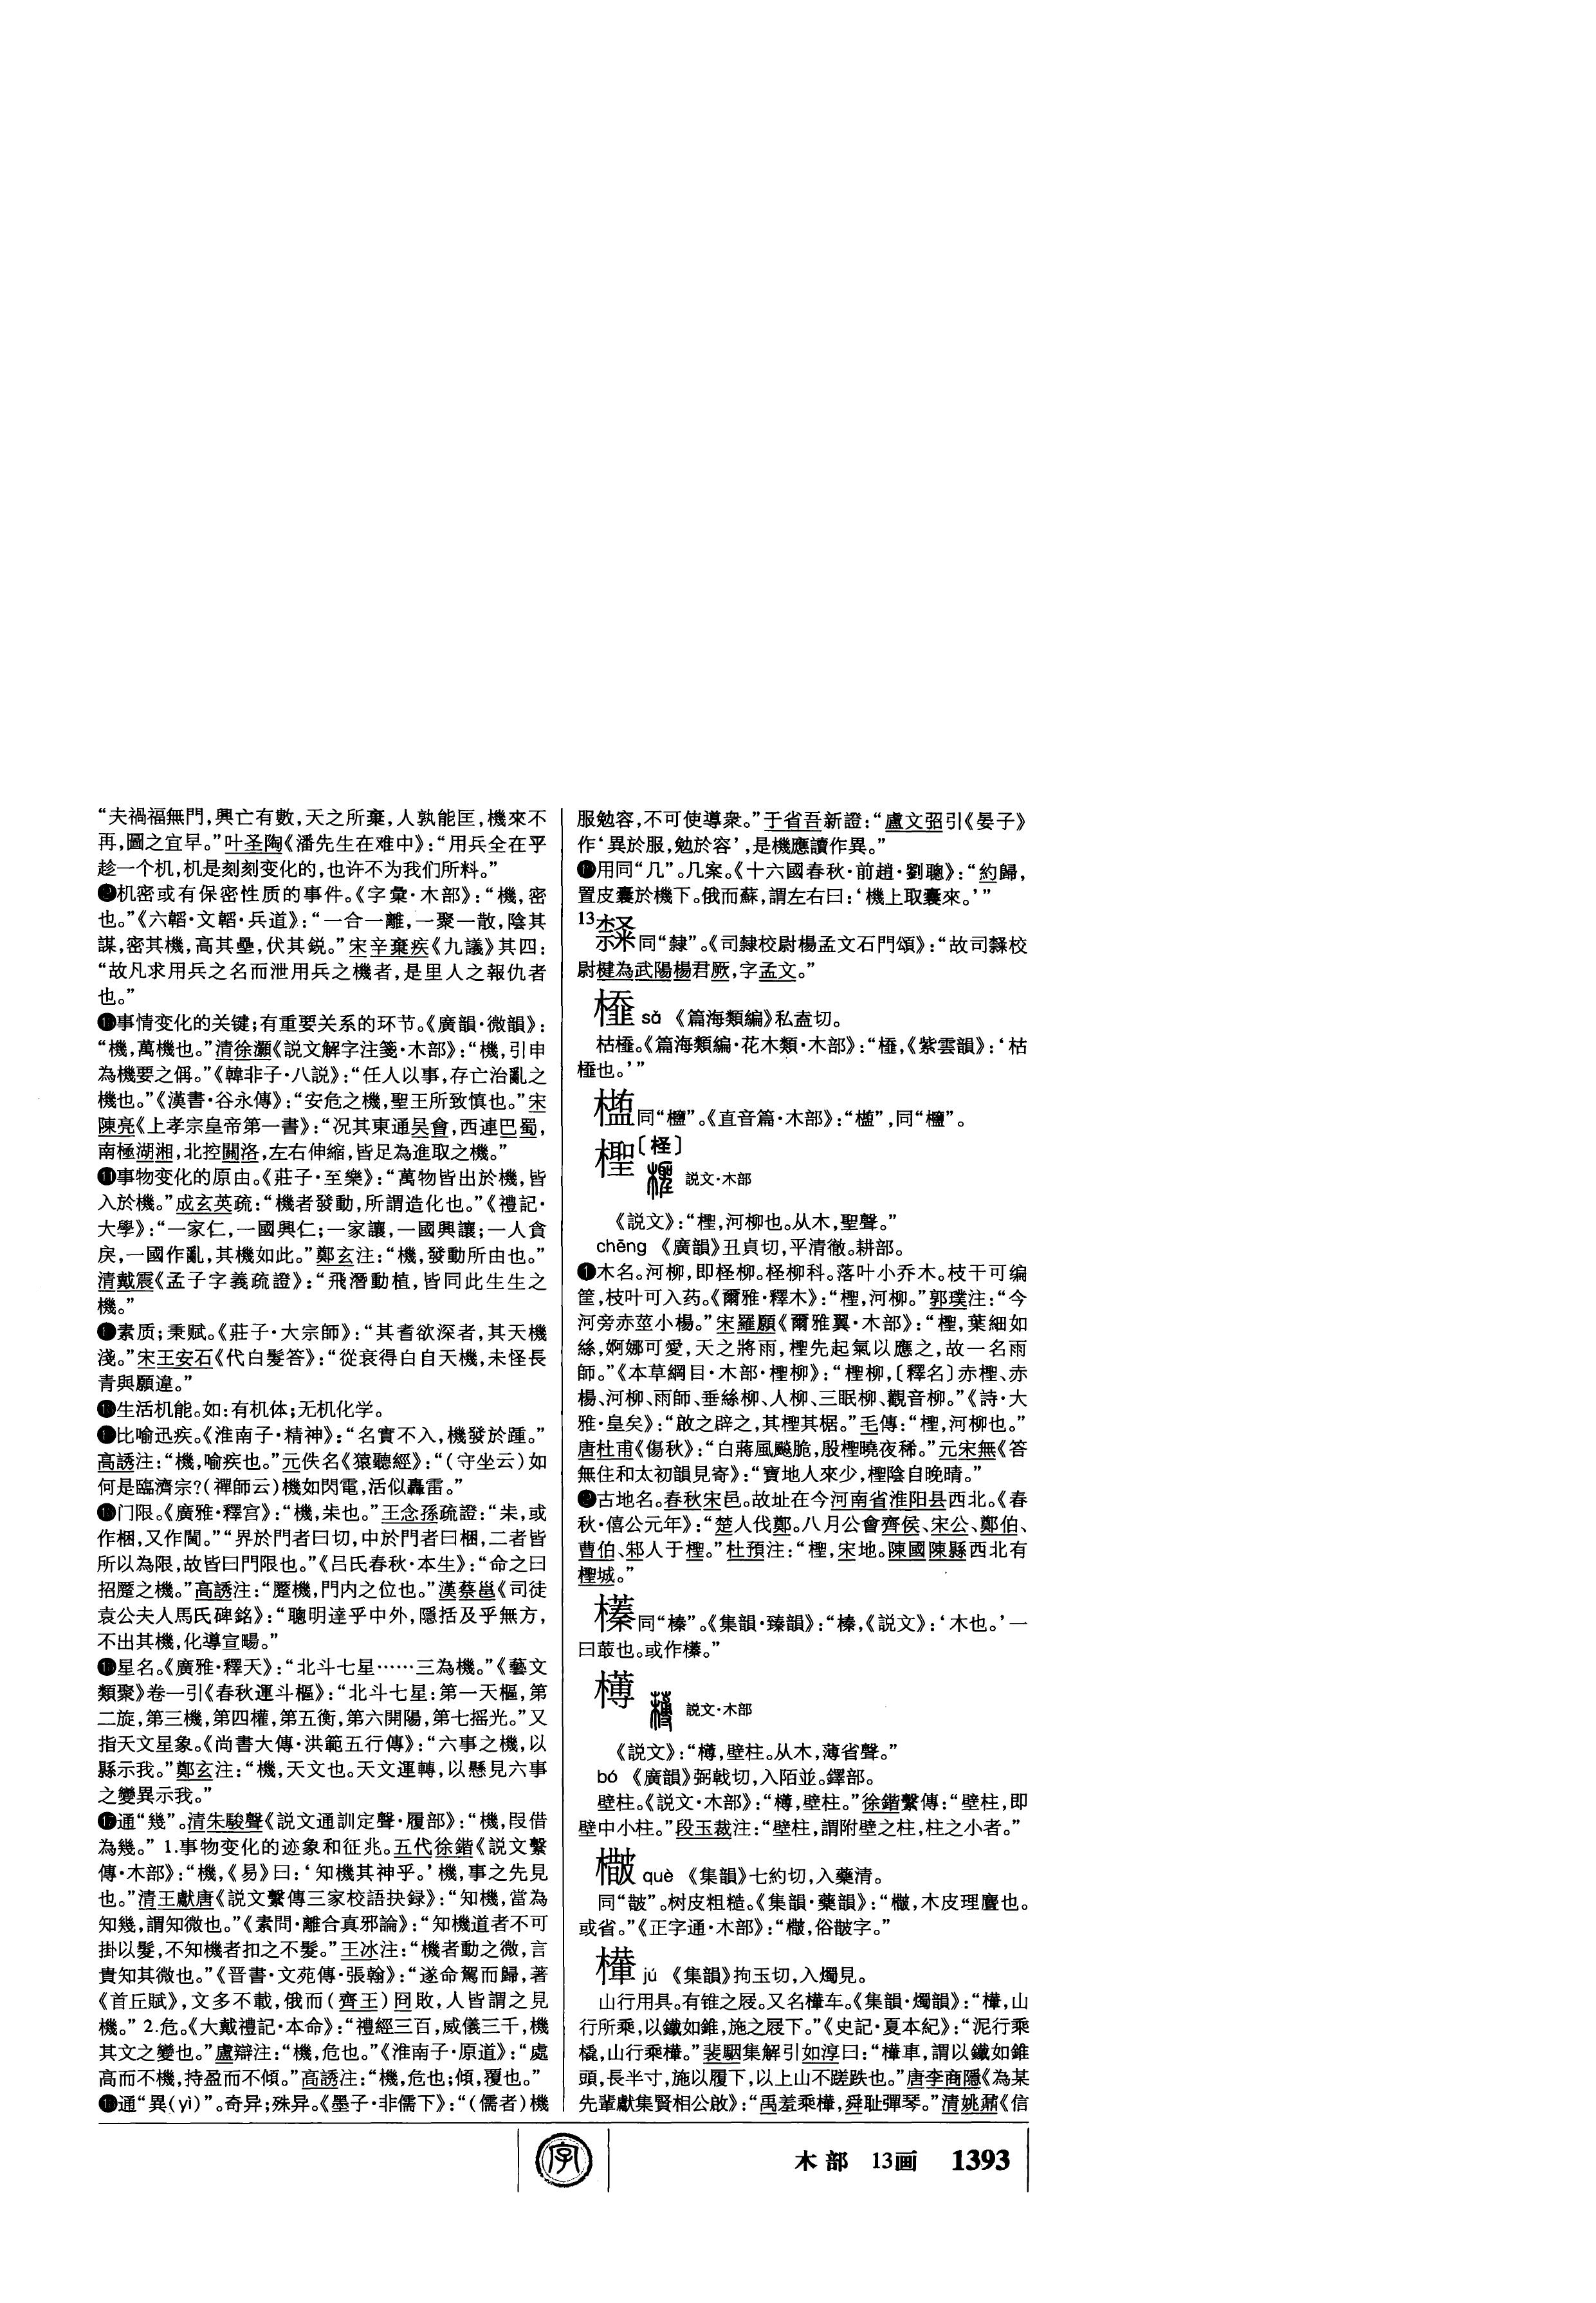 “夫禍福無門，興亡有數，天之所棄，人孰能匡，機來不
再，圖之宜早。”叶圣陶《潘先生在难中》：“用兵全在乎
趁一个机，机是刻刻变化的，也许不为我们所料。”
机密或有保密性质的事件。《字彙·木部》：“機，密
也。”《六韜·文韜·兵道》：“一合一離，一聚一散，陰其
謀，密其機，高其壘，伏其鋭。”宋辛棄疾《九議》其四：
“故凡求用兵之名而泄用兵之機者，是里人之報仇者
也。”
事情变化的关键；有重要关系的环节。《廣韻·微韻》：
“機，萬機也。”清徐灝《説文解字注箋·木部》：“機，引申
為機要之偁。”《韓非子·八説》：“任人以事，存亡治亂之
機也。”《漢書·谷永傳》：“安危之機，聖王所致慎也。”宋
陳亮《上孝宗皇帝第一書》：“况其東通吴會，西連巴蜀，
南極湖湘，北控關洛，左右伸縮，皆足為進取之機。”
⓫事物变化的原由。《莊子·至樂》：“萬物皆出於機，皆
入於機。”成玄英疏：“機者發動，所謂造化也。”《禮記·
大學》：“一家仁，一國興仁；一家讓，一國興讓；一人貪
戾，一國作亂，其機如此。”鄭玄注：“機，發動所由也。”
清戴震《孟子字義疏證》：“飛潛動植，皆同此生生之
機。”
素质；秉赋。《莊子·大宗師》：“其耆欲深者，其天機
淺。”宋王安石《代白髮答》：“從衰得白自天機，未怪長
青與願違。”
生活机能。如：有机体；无机化学。
比喻迅疾。《淮南子·精神》：“名實不入，機發於踵。”
高誘注：“機，喻疾也。”元佚名《猿聽經》：“（守坐云）如
何是臨濟宗？（禪師云）機如閃電，活似轟雷。”
门限。《廣雅·釋宫》：“機，朱也。”王念孫疏證：“朱，或
作梱，又作閫。”“界於門者曰切，中於門者曰梱，二者皆
所以為限，故皆曰門限也。”《吕氏春秋·本生》：“命之曰
招蹷之機。”高誘注：“蹷機，門内之位也。”漢蔡邕《司徒
袁公夫人馬氏碑銘》：“聰明達乎中外，隱括及乎無方，
不出其機，化導宣暢。”
星名。《廣雅·釋天》：“北斗七星……三為機。”《藝文
類聚》卷一引《春秋運斗樞》：“北斗七星：第一天樞，第
二旋，第三機，第四權，第五衡，第六開陽，第七摇光。”又
指天文星象。《尚書大傳·洪範五行傳》：“六事之機，以
縣示我。”鄭玄注：“機，天文也。天文運轉，以懸見六事
之變異示我。”
通“幾”。清朱駿聲《説文通訓定聲·履部》：“機，叚借
為幾。” 1.事物变化的迹象和征兆。五代徐鍇《説文繫
傳·木部》：“機，《易》曰：‘知機其神乎。’機，事之先見
也。”清王獻唐《説文繫傳三家校語抉録》：“知機，當為
知幾，謂知微也。”《素問·離合真邪論》：“知機道者不可
掛以髮，不知機者扣之不髮。”王冰注：“機者動之微，言
貴知其微也。”《晋書·文苑傳·張翰》：“遂命駕而歸，著
《首丘賦》，文多不載，俄而（齊王）冏敗，人皆謂之見
機。” 2.危。《大戴禮記·本命》：“禮經三百，威儀三千，機
其文之變也。”盧辯注：“機，危也。”《淮南子·原道》：“處
高而不機，持盈而不傾。”高誘注：“機，危也；傾，覆也。”
通“異(yì)”。奇异；殊异。《墨子·非儒下》：“（儒者）機
服勉容，不可使導衆。”于省吾新證：“盧文弨引《晏子》
作‘異於服，勉於容’，是機應讀作異。”
用同“几”。几案。《十六國春秋·前趙·劉聰》：“約歸，
置皮囊於機下。俄而蘇，謂左右曰：‘機上取囊來。’”
13
同“隸”。《司隸校尉楊孟文石門頌》：“故司校
尉楗為武陽楊君厥，字孟文。”
sǎ 《篇海類編》私盍切。
枯。《篇海類編·花木類·木部》：“，《紫雲韻》：‘枯
也。’”
同“”。《直音篇·木部》：“”，同“”。
檉〔柽〕
説文·木部
《説文》：“檉，河柳也。从木，聖聲。”
chēng 《廣韻》丑貞切，平清徹。耕部。
❶木名。河柳，即柽柳。柽柳科。落叶小乔木。枝干可编
筐，枝叶可入药。《爾雅·釋木》：“檉，河柳。”郭璞注：“今
河旁赤莖小楊。”宋羅願《爾雅翼·木部》：“檉，葉細如
絲，婀娜可愛，天之將雨，檉先起氣以應之，故一名雨
師。”《本草綱目·木部·檉柳》：“檉柳，〔釋名〕赤檉、赤
楊、河柳、雨師、垂絲柳、人柳、三眠柳、觀音柳。”《詩·大
雅·皇矣》：“啟之辟之，其檉其椐。”毛傳：“檉，河柳也。”
唐杜甫《傷秋》：“白蔣風飈脆，殷檉曉夜稀。”元宋無《答
無住和太初韻見寄》：“寶地人來少，檉陰自晚晴。”
❷古地名。春秋宋邑。故址在今河南省淮阳县西北。《春
秋·僖公元年》：“楚人伐鄭。八月公會齊侯、宋公、鄭伯、
曹伯、邾人于檉。”杜預注：“檉，宋地。陳國陳縣西北有
檉城。”
同“榛”。《集韻·臻韻》：“榛，《説文》：‘木也。’一
曰菆也。或作。”
欂
説文·木部
《説文》：“欂，壁柱。从木，薄省聲。”
bó 《廣韻》弼戟切，入陌並。鐸部。
壁柱。《説文·木部》：“欂，壁柱。”徐鍇繫傳：“壁柱，即
壁中小柱。”段玉裁注：“壁柱，謂附壁之柱，柱之小者。”
què 《集韻》七約切，入藥清。
同“皵”。树皮粗糙。《集韻·藥韻》：“，木皮理麤也。
或省。”《正字通·木部》：“，俗皵字。”
jú 《集韻》拘玉切，入燭見。
山行用具。有锥之屐。又名车。《集韻·燭韻》：“，山
行所乘，以鐵如錐，施之屐下。”《史記·夏本紀》：“泥行乘
橇，山行乘。”裴駰集解引如淳曰：“車，謂以鐵如錐
頭，長半寸，施以履下，以上山不蹉跌也。”唐李商隱《為某
先輩獻集賢相公啟》：“禹羞乘，舜耻彈琴。”清姚鼐《信
字
木部 13画 1393